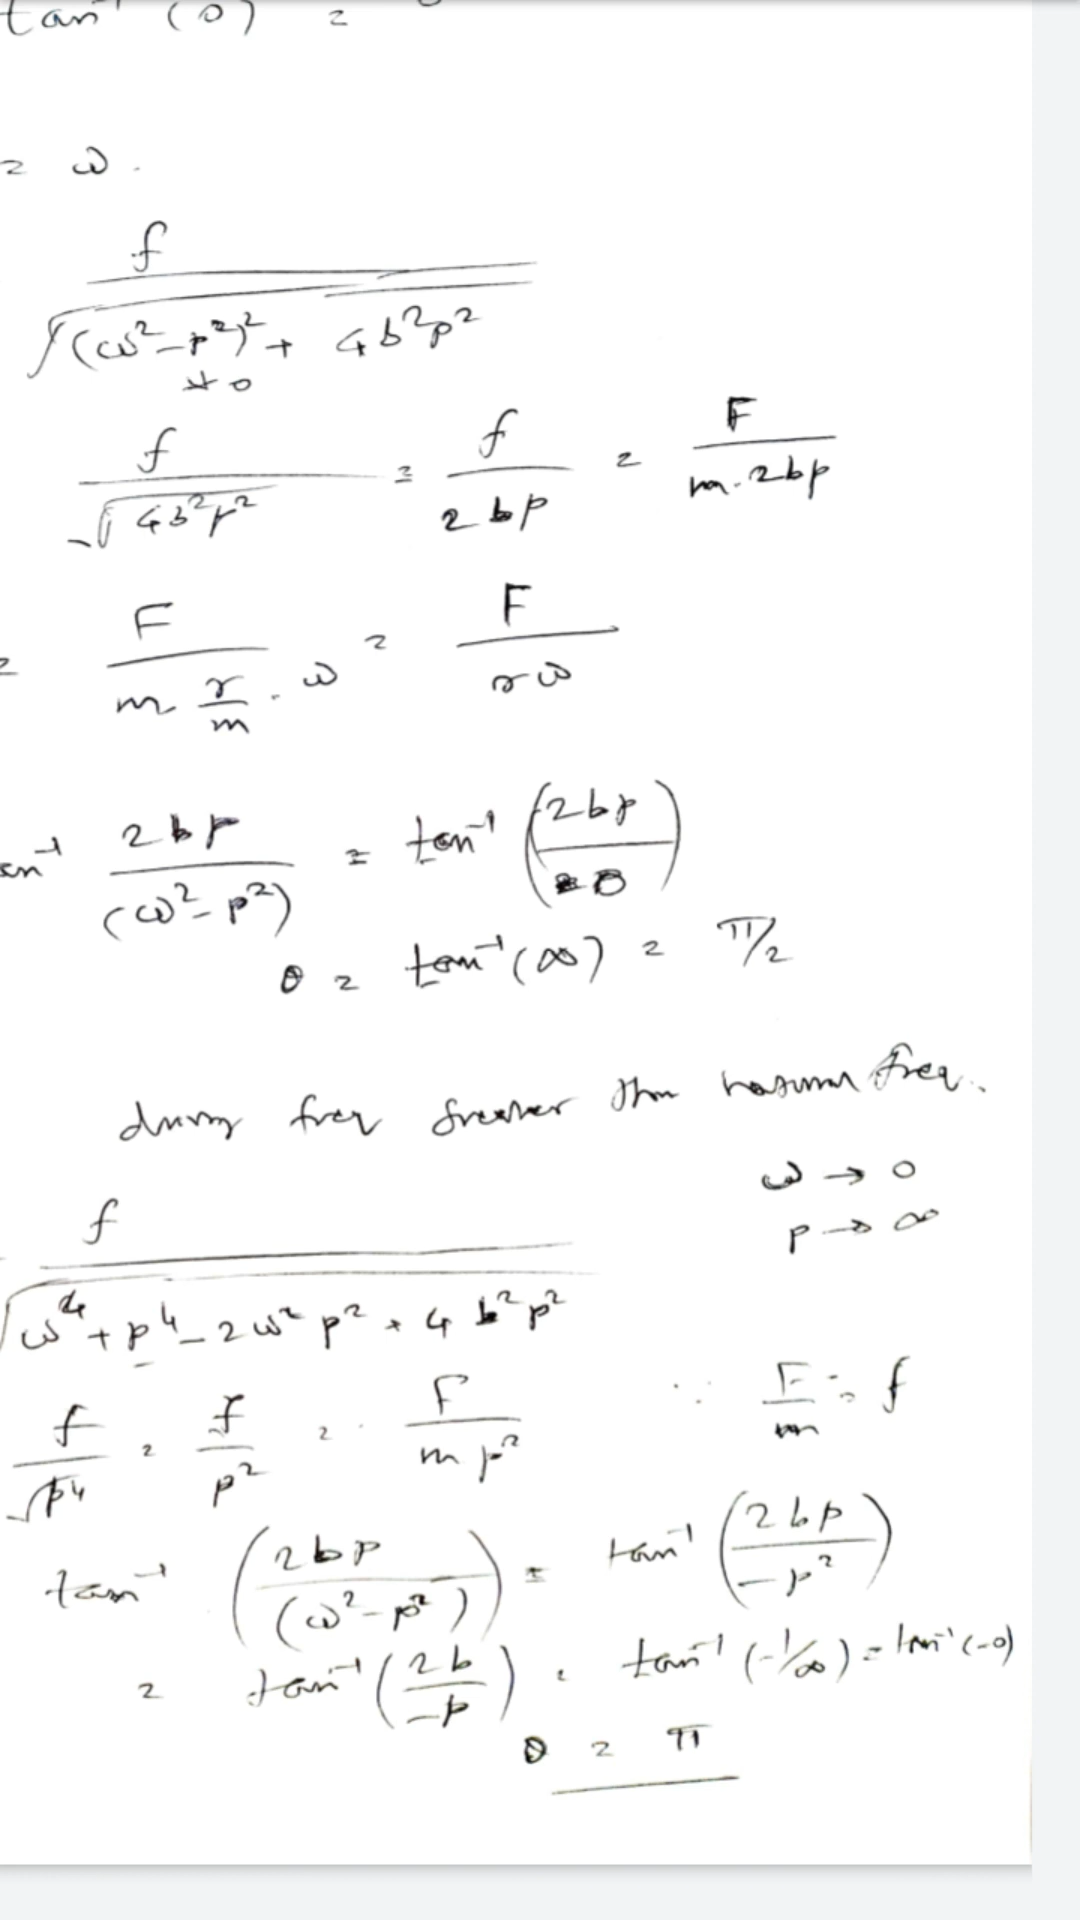 tan⁻¹ (0) =
= ω.
f / √((ω²-p²)² + 4b²p²)
→ 0
f / √(4b²p²) = f / 2bp = F / m.2bp
= F / (m r/m . ω) = F / rω
tan⁻¹ 2bp / (ω²-p²) = tan⁻¹ (2bp / 0)
θ = tan⁻¹(∞) = π/2
driving freq greater than natural freq.
ω → 0
p → ∞
f / √(ω⁴+p⁴-2ω²p²+4b²p²)
f / √p⁴ = f / p² = F / mp² ∵ F/m = f
tan⁻¹ (2bp / (ω²-p²)) = tan⁻¹ (2bp / -p²)
= tan⁻¹ (2b / -p) = tan⁻¹ (-1/∞) = tan⁻¹(-0)
θ = π